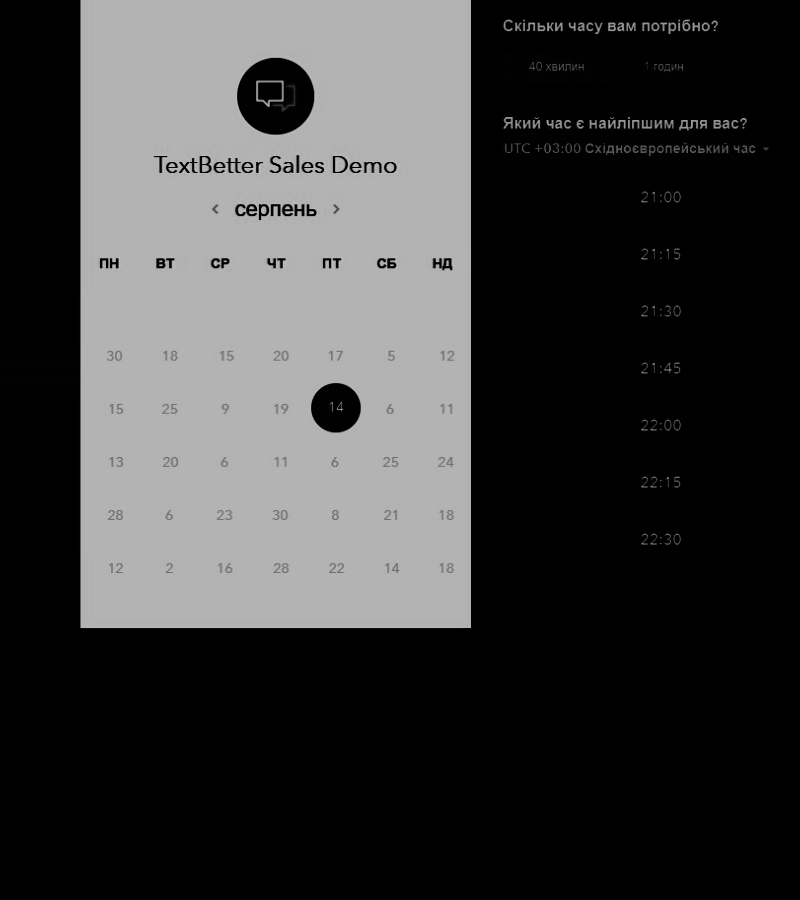 TextBetter Sales Demo
< серпень >
ПН ВТ СР ЧТ ПТ СБ НД
30 18 15 20 17 5 12
15 25 9 19 14 6 11
13 20 6 11 6 25 24
28 6 23 30 8 21 18
12 2 16 28 22 14 18
Скільки часу вам потрібно?
40 хвилин 1 годин
Який час є найліпшим для вас?
UTC +03:00 Східноєвропейський час
21:00
21:15
21:30
21:45
22:00
22:15
22:30